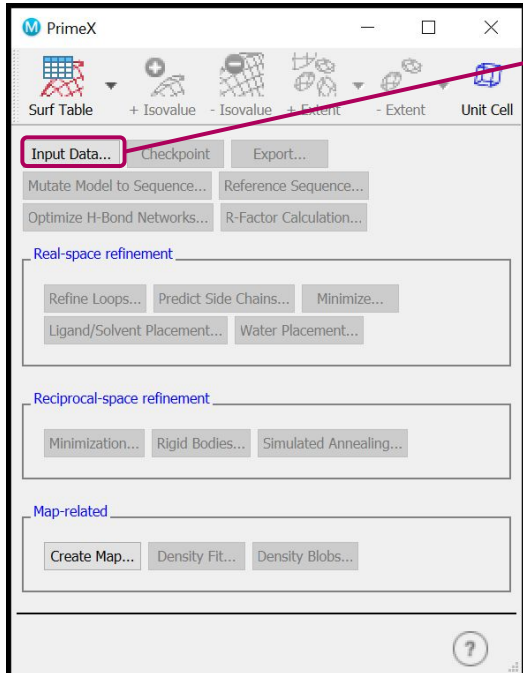 PrimeX
Surf Table + Isovalue - Isovalue + Extent - Extent Unit Cell
Input Data... Checkpoint Export...
Mutate Model to Sequence... Reference Sequence...
Optimize H-Bond Networks... R-Factor Calculation...
Real-space refinement
Refine Loops... Predict Side Chains... Minimize...
Ligand/Solvent Placement... Water Placement...
Reciprocal-space refinement
Minimization... Rigid Bodies... Simulated Annealing...
Map-related
Create Map... Density Fit... Density Blobs...
?